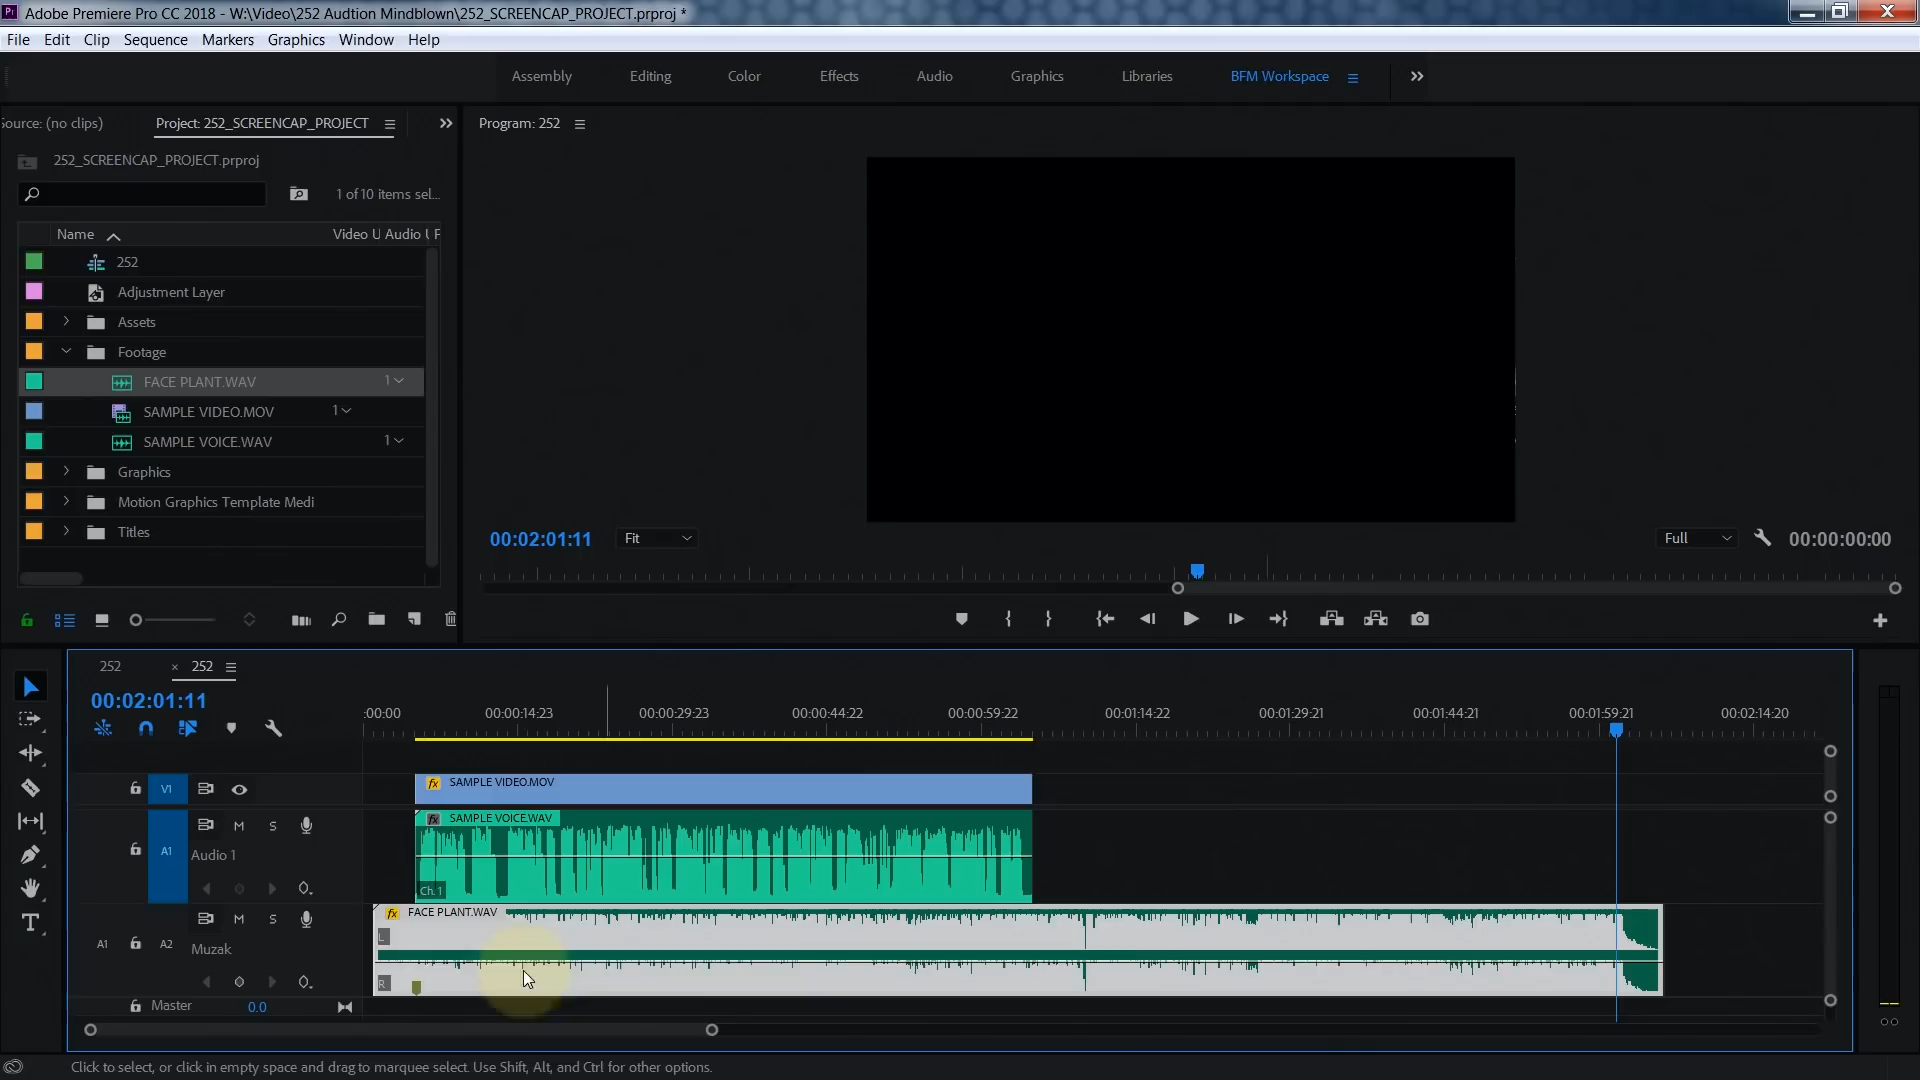 Adobe Premiere Pro CC 2018 - W:\Video\252 Audtion Mindblown\252_SCREENCAP_PROJECT.prproj *
File Edit Clip Sequence Markers Graphics Window Help
Assembly Editing Color Effects Audio Graphics Libraries BFM Workspace
Source: (no clips) Project: 252_SCREENCAP_PROJECT Program: 252
252_SCREENCAP_PROJECT.prproj
1 of 10 items sel...
Name Video U Audio U F
252
Adjustment Layer
Assets
Footage
FACE PLANT.WAV 1
SAMPLE VIDEO.MOV 1
SAMPLE VOICE.WAV 1
Graphics
Motion Graphics Template Medi
Titles
00:02:01:11 Fit Full 00:00:00:00
252 × 252
00:02:01:11
:00:00 00:00:14:23 00:00:29:23 00:00:44:22 00:00:59:22 00:01:14:22 00:01:29:21 00:01:44:21 00:01:59:21 00:02:14:20
V1 fx SAMPLE VIDEO.MOV
M S fx SAMPLE VOICE.WAV
A1 Audio 1
Ch. 1
M S fx FACE PLANT.WAV
L
A1 A2 Muzak
R
Master 0.0
Click to select, or click in empty space and drag to marquee select. Use Shift, Alt, and Ctrl for other options.